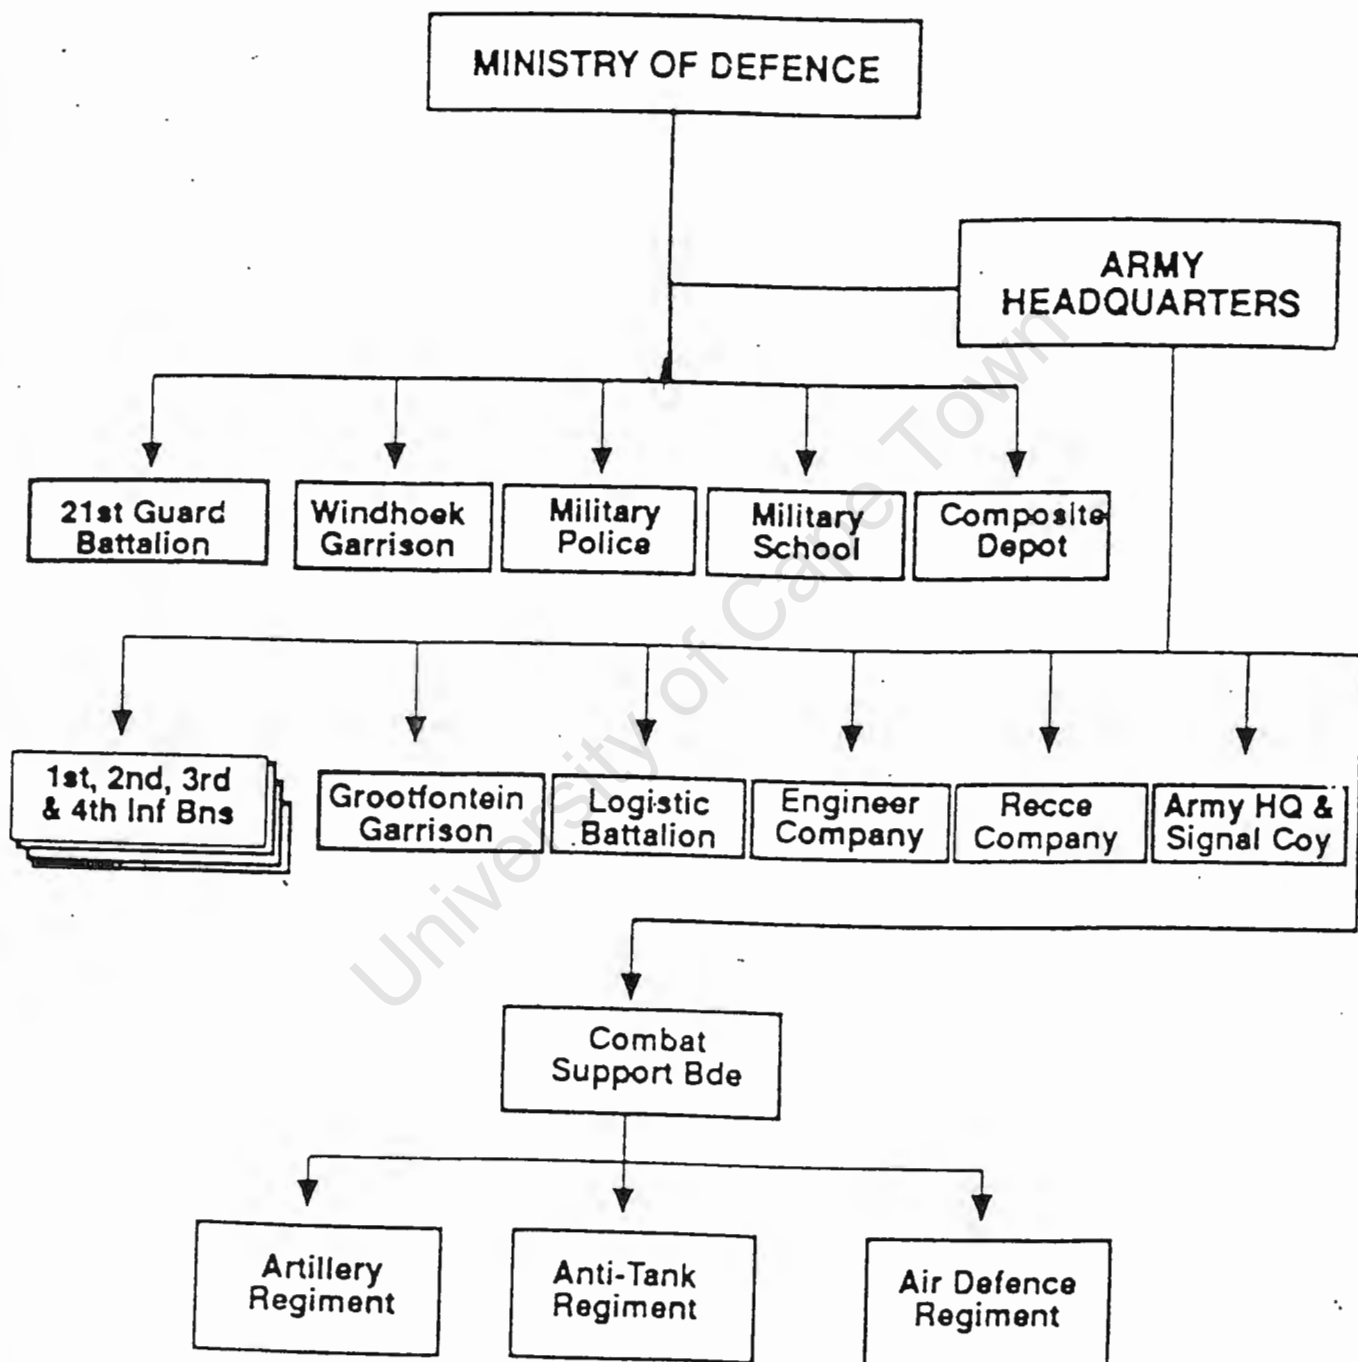 MINISTRY OF DEFENCE
ARMY
HEADQUARTERS
21st Guard
Battalion
Windhoek
Garrison
Military
Police
Military
School
Composite
Depot
1st, 2nd, 3rd
& 4th Inf Bns
Grootfontein
Garrison
Logistic
Battalion
Engineer
Company
Recce
Company
Army HQ &
Signal Coy
Combat
Support Bde
Artillery
Regiment
Anti-Tank
Regiment
Air Defence
Regiment
University of Cape Town